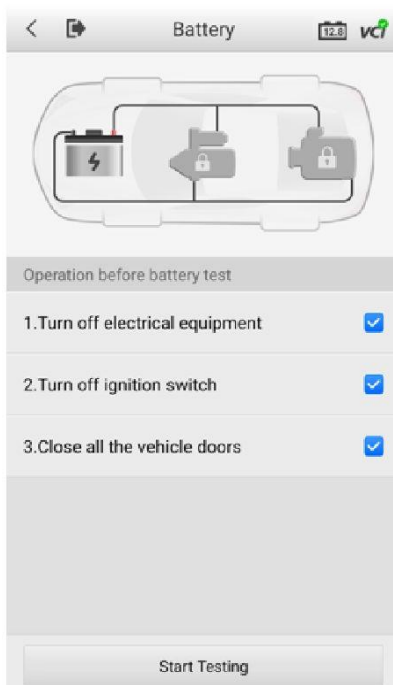 Battery
12.8
vci
Operation before battery test
1.Turn off electrical equipment
2.Turn off ignition switch
3.Close all the vehicle doors
Start Testing